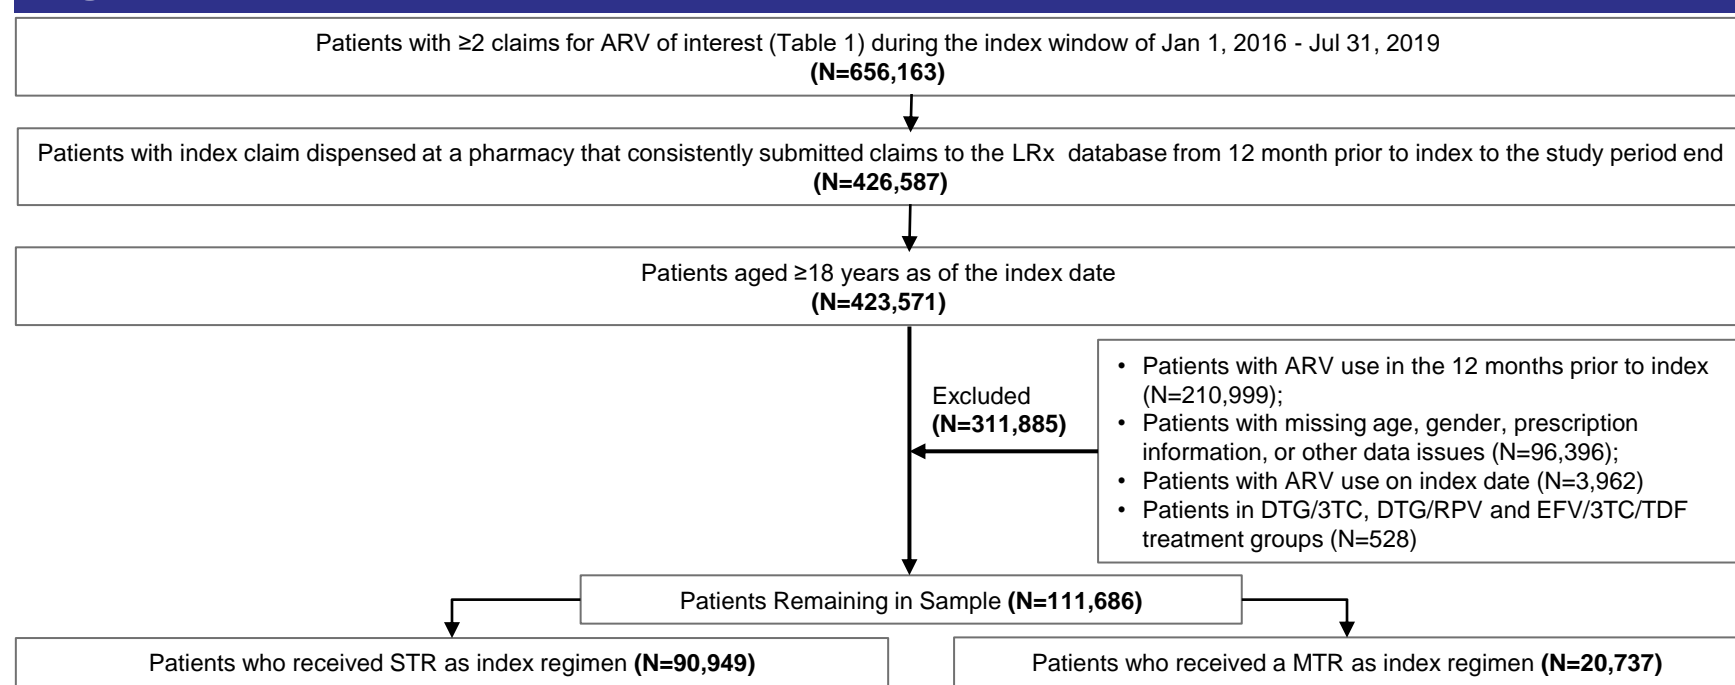 Patients with ≥2 claims for ARV of interest (Table 1) during the index window of Jan 1, 2016 - Jul 31, 2019
(N=656,163)
Patients with index claim dispensed at a pharmacy that consistently submitted claims to the LRx database from 12 month prior to index to the study period end
(N=426,587)
Patients aged ≥18 years as of the index date
(N=423,571)
Excluded
(N=311,885)
• Patients with ARV use in the 12 months prior to index
(N=210,999);
• Patients with missing age, gender, prescription
information, or other data issues (N=96,396);
• Patients with ARV use on index date (N=3,962)
• Patients in DTG/3TC, DTG/RPV and EFV/3TC/TDF
treatment groups (N=528)
Patients Remaining in Sample (N=111,686)
Patients who received STR as index regimen (N=90,949)
Patients who received a MTR as index regimen (N=20,737)